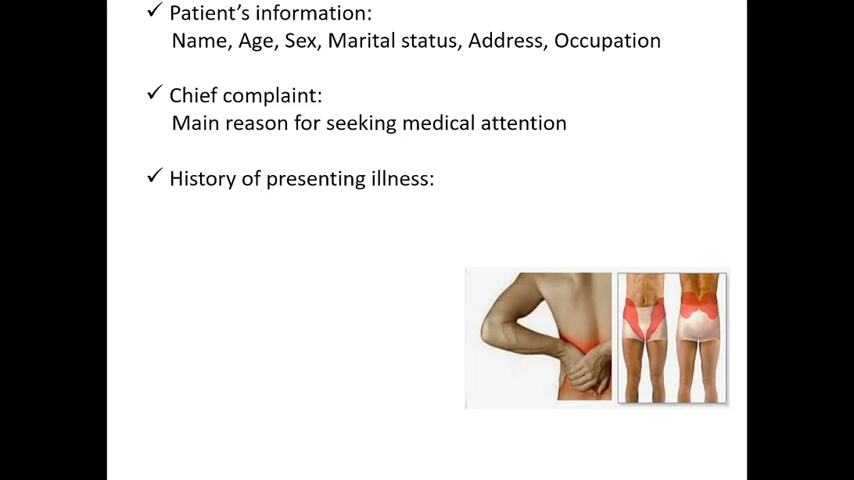 ✓ Patient’s information:
Name, Age, Sex, Marital status, Address, Occupation
✓ Chief complaint:
Main reason for seeking medical attention
✓ History of presenting illness: